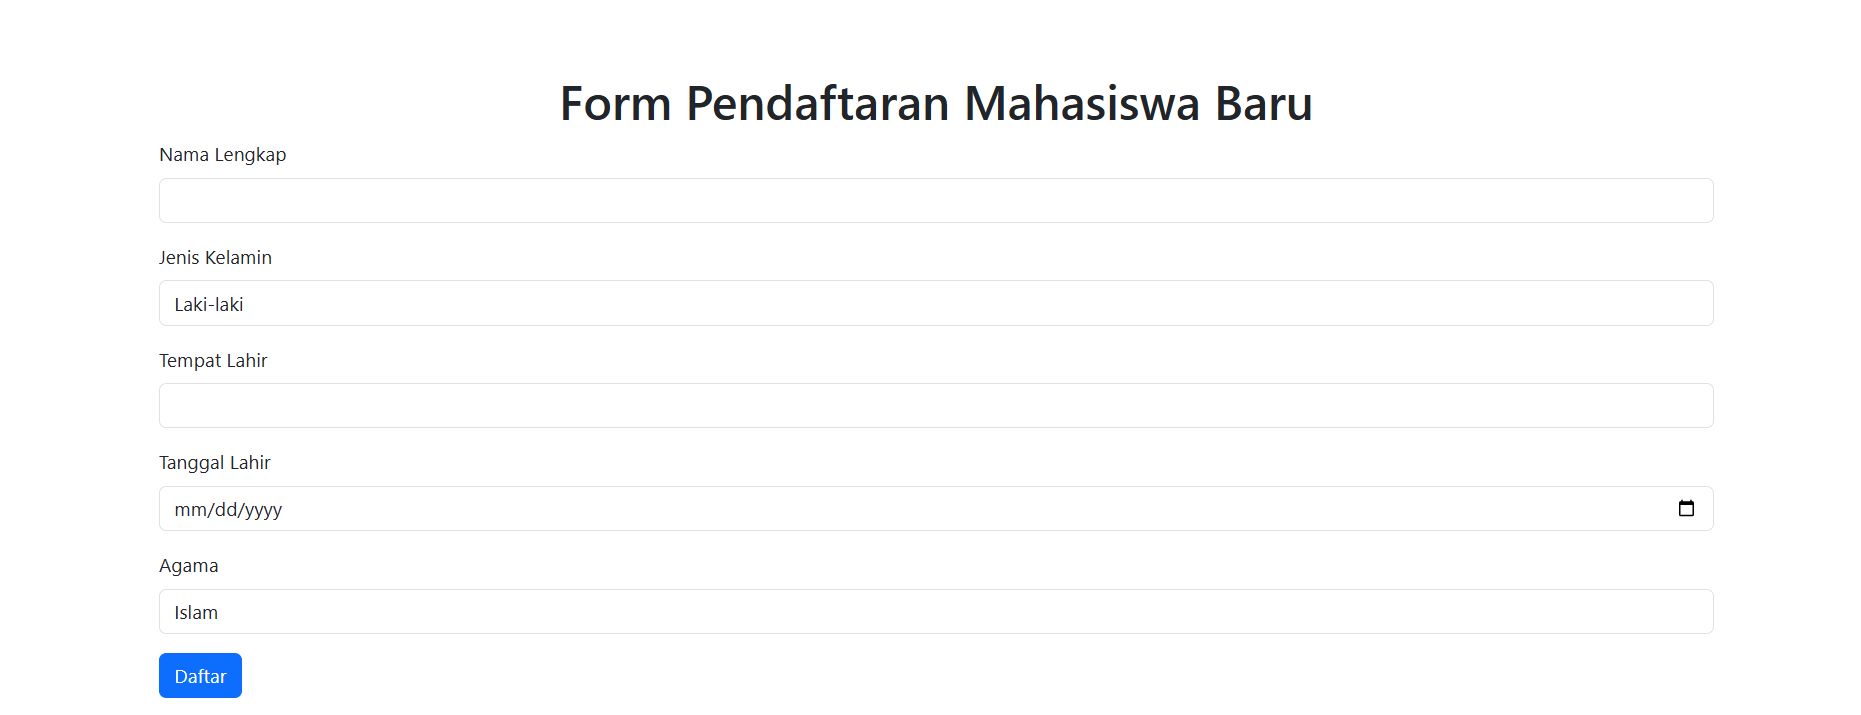 Form Pendaftaran Mahasiswa Baru
Nama Lengkap
Jenis Kelamin
Laki-laki
Tempat Lahir
Tanggal Lahir
mm/dd/yyyy
Agama
Islam
Daftar